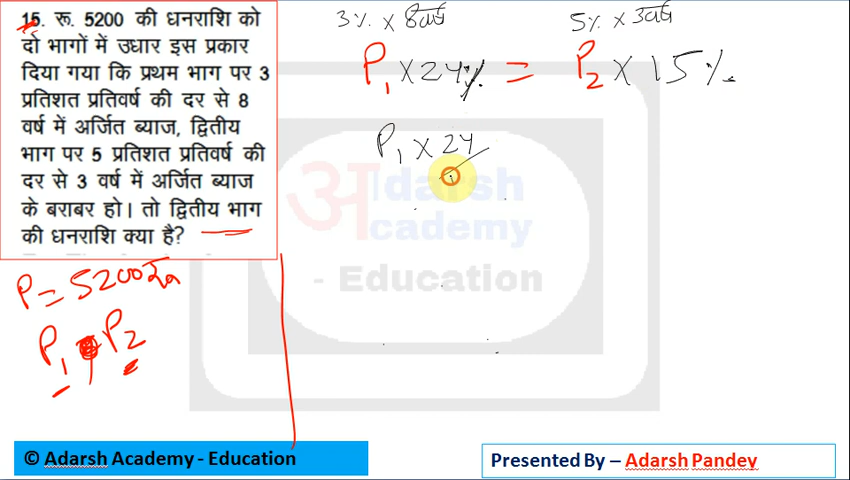 15. रू. 5200 की धनराशि को
दो भागों में उधार इस प्रकार
दिया गया कि प्रथम भाग पर 3
प्रतिशत प्रतिवर्ष की दर से 8
वर्ष में अर्जित ब्याज, द्वितीय
भाग पर 5 प्रतिशत प्रतिवर्ष की
दर से 3 वर्ष में अर्जित ब्याज
के बराबर हो। तो द्वितीय भाग
की धनराशि क्या है?
3% × 8वर्ष
5% × 3वर्ष
P₁ × 24% = P₂ × 15%
P₁ × 24
P = 5200रू
P₁ P₂
अ
Adarsh
Academy
- Education
© Adarsh Academy - Education
Presented By – Adarsh Pandey